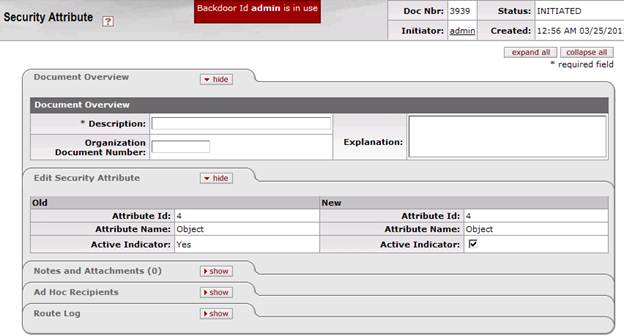 Backdoor Id admin is in use
Security Attribute ?
Doc Nbr: 3939 Status: INITIATED
Initiator: admin Created: 12:56 AM 03/25/201
expand all collapse all
* required field
Document Overview hide
Document Overview
* Description:
Organization Document Number:
Explanation:
Edit Security Attribute hide
Old New
Attribute Id: 4 Attribute Id: 4
Attribute Name: Object Attribute Name: Object
Active Indicator: Yes Active Indicator:
Notes and Attachments (0) show
Ad Hoc Recipients show
Route Log show